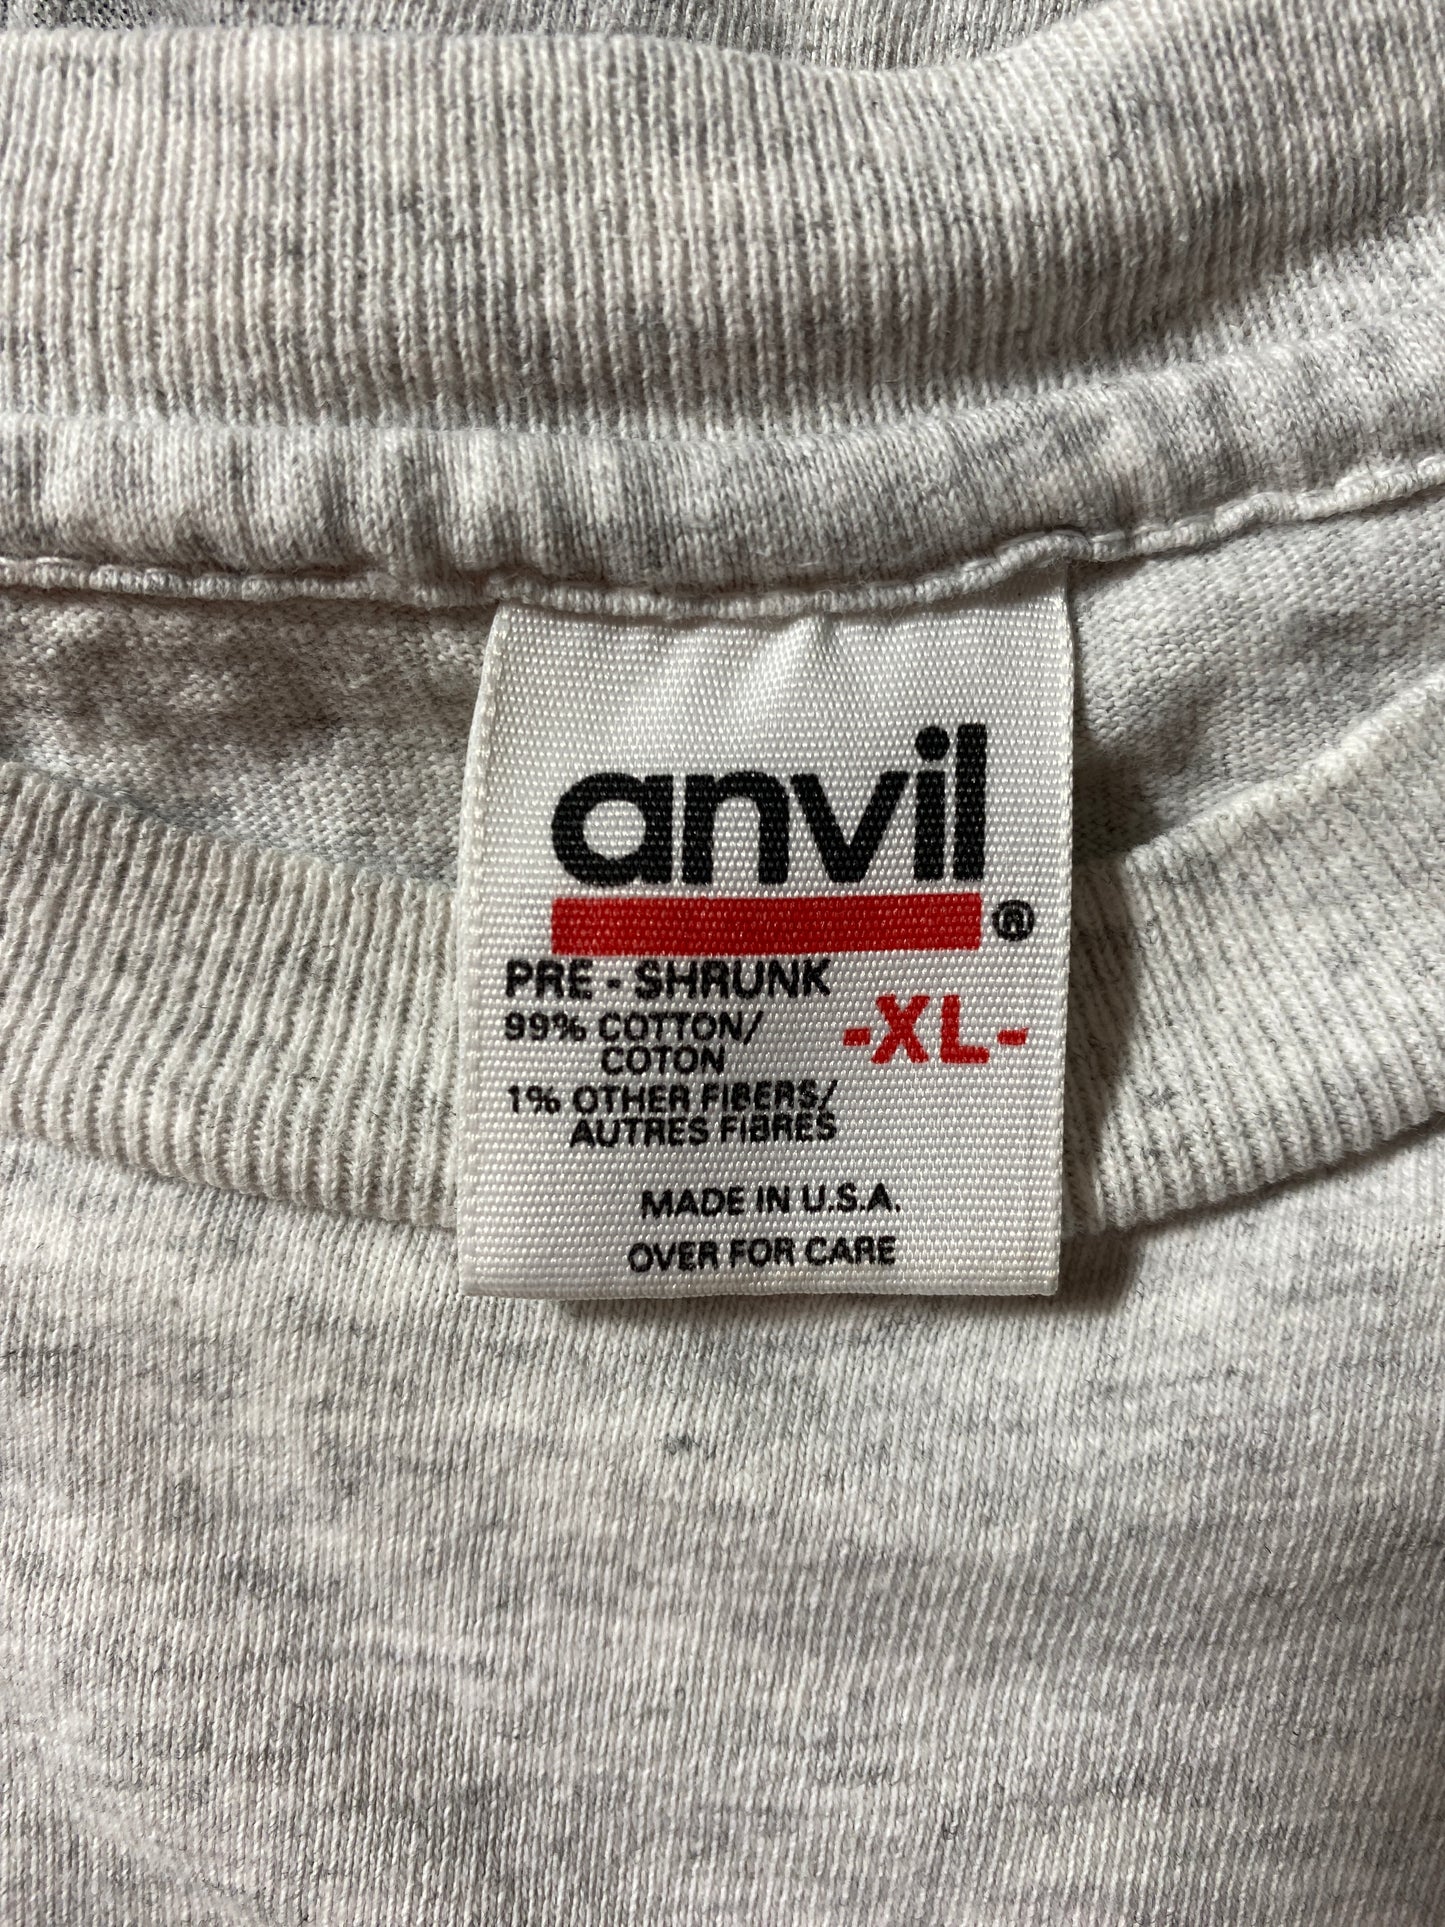 anvil®
PRE - SHRUNK
99% COTTON/
COTON
-XL-
1% OTHER FIBERS/
AUTRES FIBRES
MADE IN U.S.A.
OVER FOR CARE